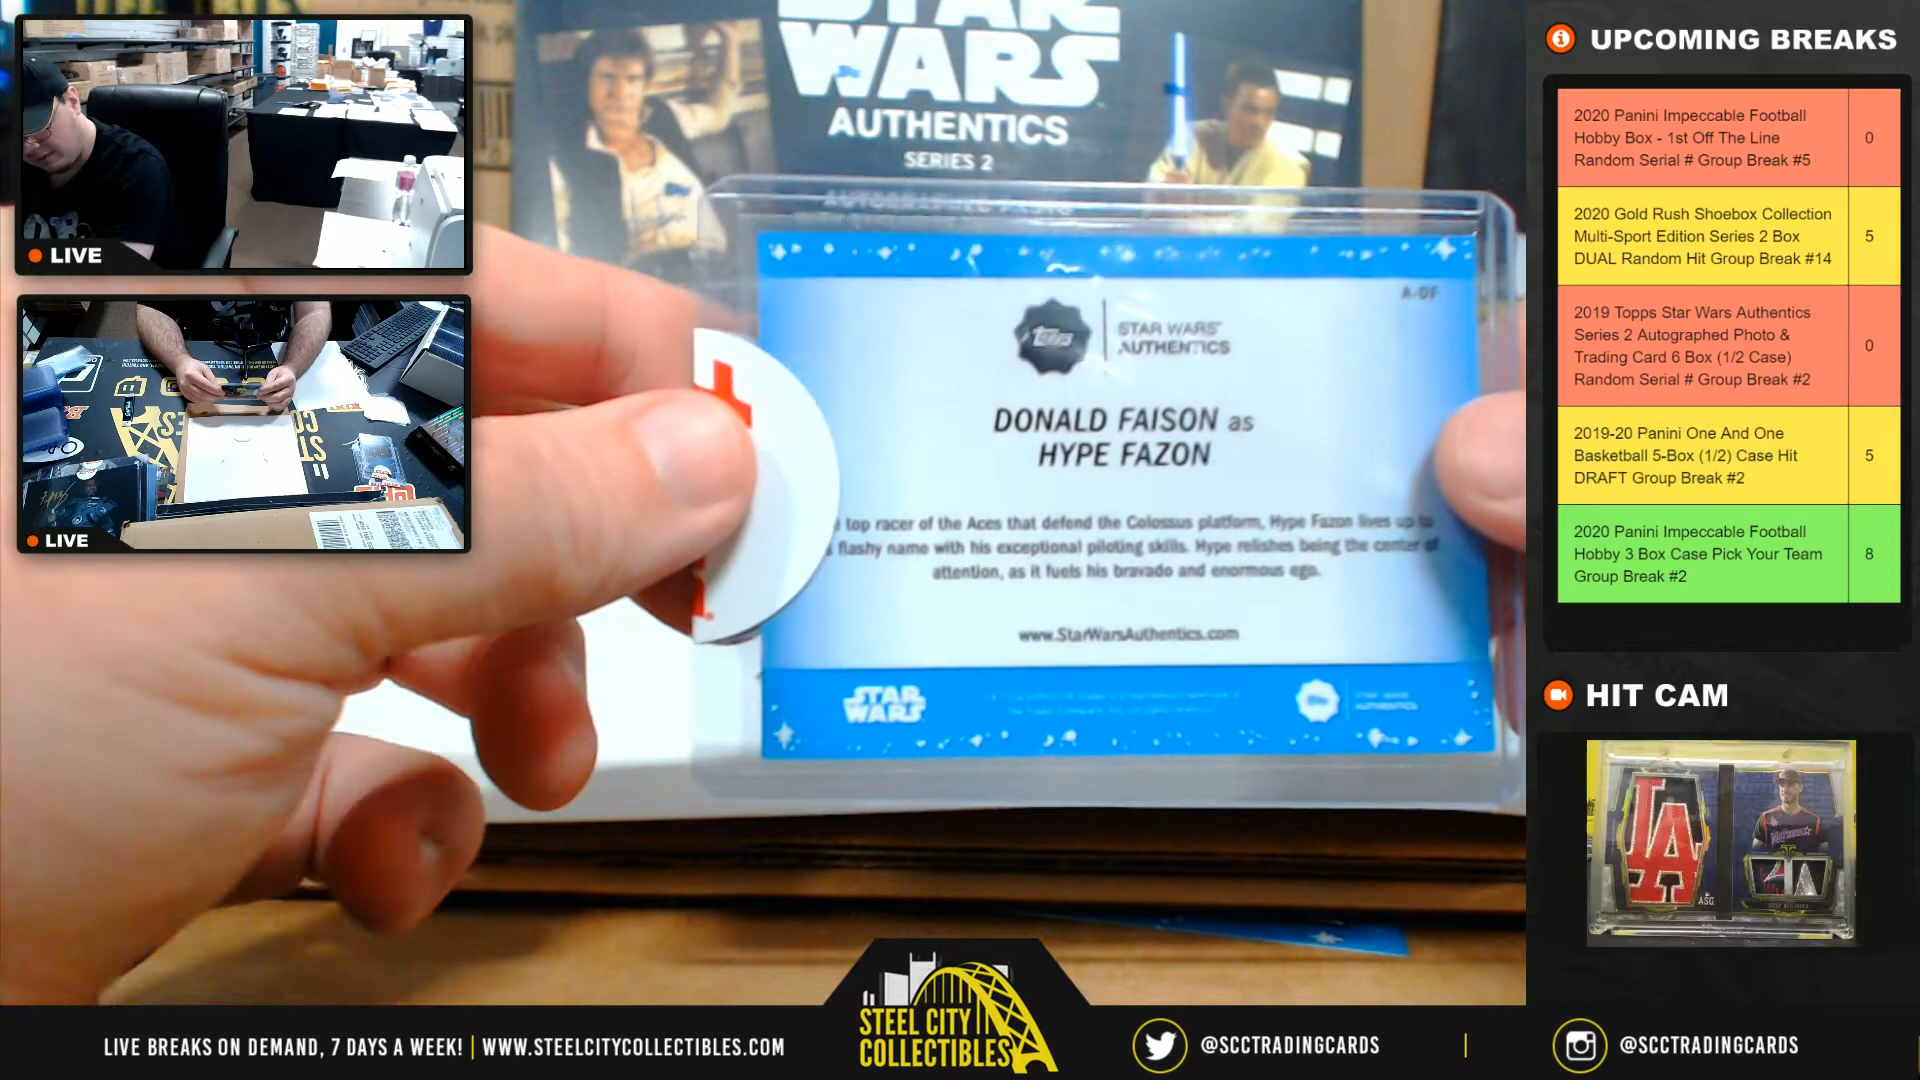 STAR
WARS
AUTHENTICS
SERIES 2
A-DF
Topps
STAR WARS
AUTHENTICS
DONALD FAISON as
HYPE FAZON
top racer of the Aces that defend the Colossus platform, Hype Fazon lives up to
flashy name with his exceptional piloting skills. Hype relishes being the center of
attention, as it fuels his bravado and enormous ego.
www.StarWarsAuthentics.com
STAR
WARS
LIVE
LIVE
UPCOMING BREAKS
2020 Panini Impeccable Football
Hobby Box - 1st Off The Line
Random Serial # Group Break #5
0
2020 Gold Rush Shoebox Collection
Multi-Sport Edition Series 2 Box
DUAL Random Hit Group Break #14
5
2019 Topps Star Wars Authentics
Series 2 Autographed Photo &
Trading Card 6 Box (1/2 Case)
Random Serial # Group Break #2
0
2019-20 Panini One And One
Basketball 5-Box (1/2) Case Hit
DRAFT Group Break #2
5
2020 Panini Impeccable Football
Hobby 3 Box Case Pick Your Team
Group Break #2
8
HIT CAM
LA
ASG
LIVE BREAKS ON DEMAND, 7 DAYS A WEEK! | WWW.STEELCITYCOLLECTIBLES.COM
STEEL CITY
COLLECTIBLES
@SCCTRADINGCARDS
@SCCTRADINGCARDS